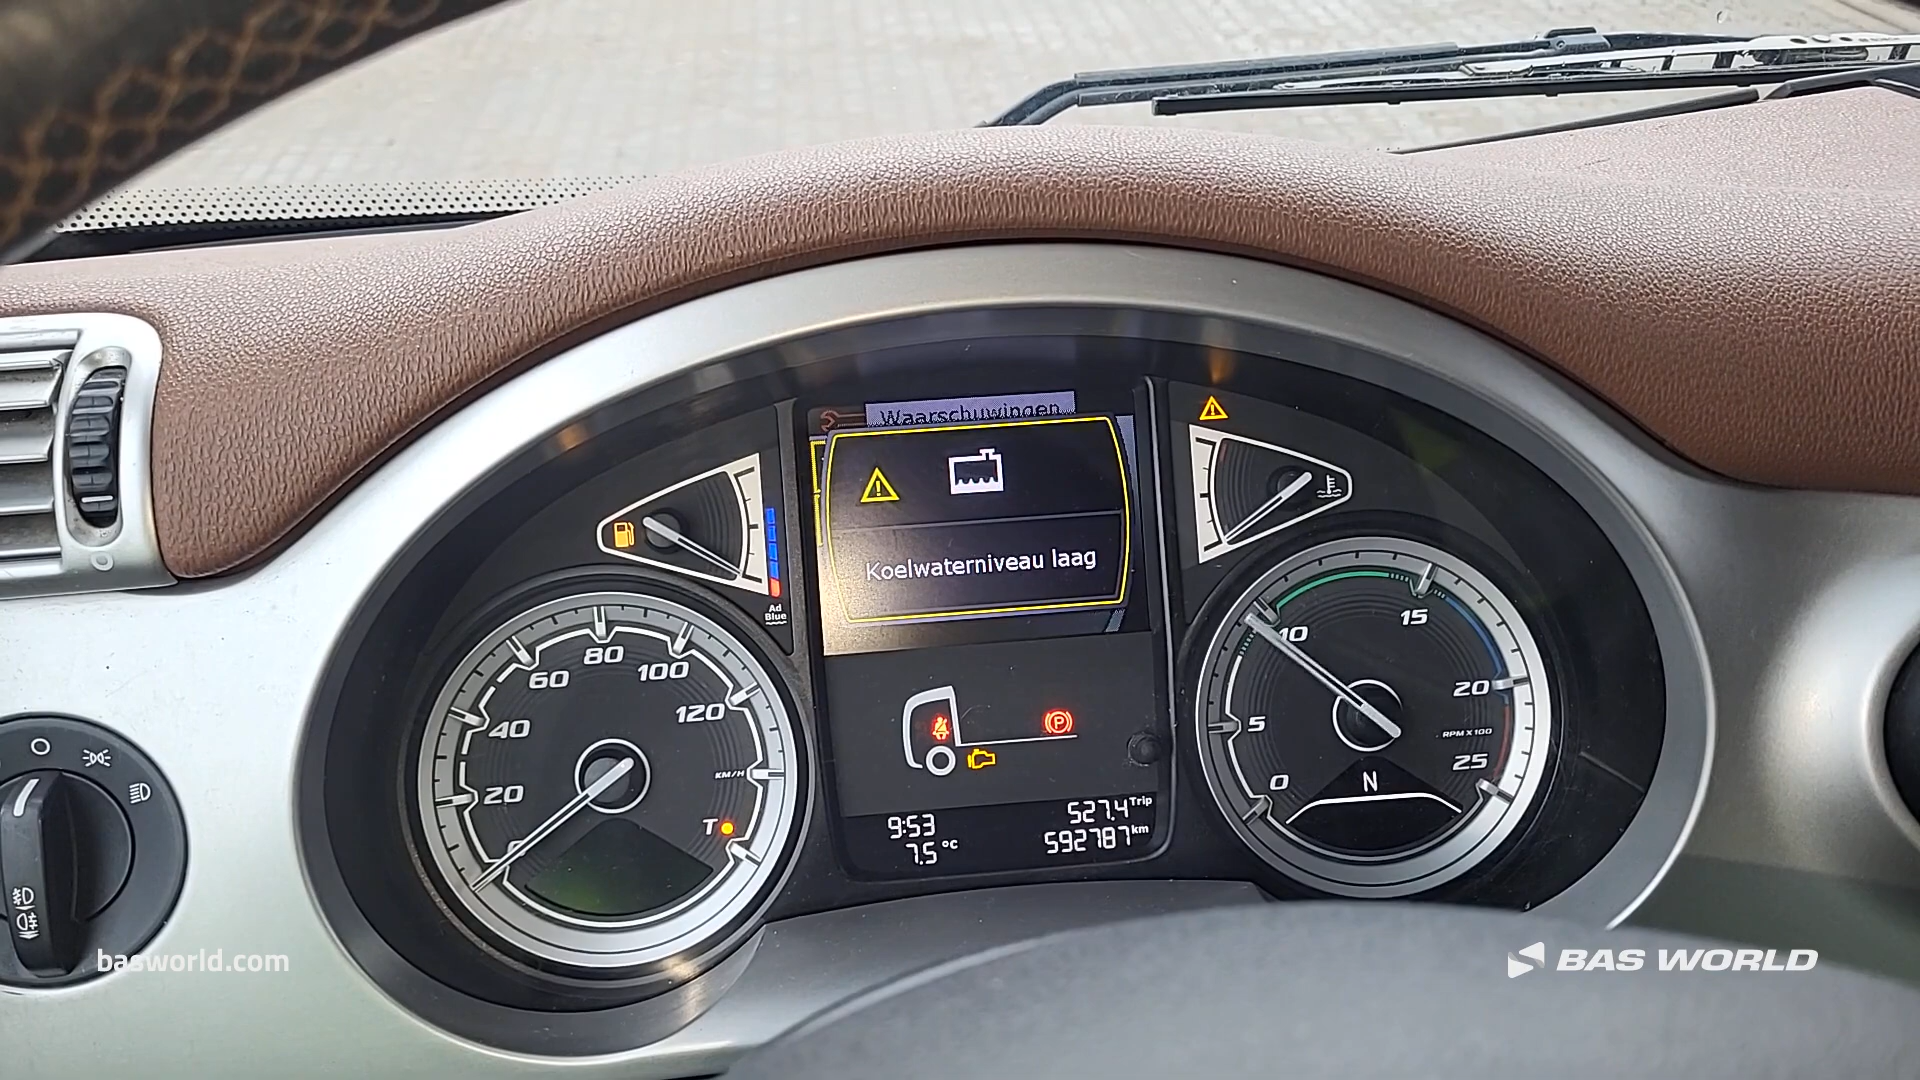 Waarschuwingen
Koelwaterniveau laag
Ad
Blue
20
40
60
80
100
120
KM/H
T
0
5
10
15
20
25
RPM X 100
N
P
9:53
7.5 °C
527.4 Trip
592787 km
basworld.com
BAS WORLD